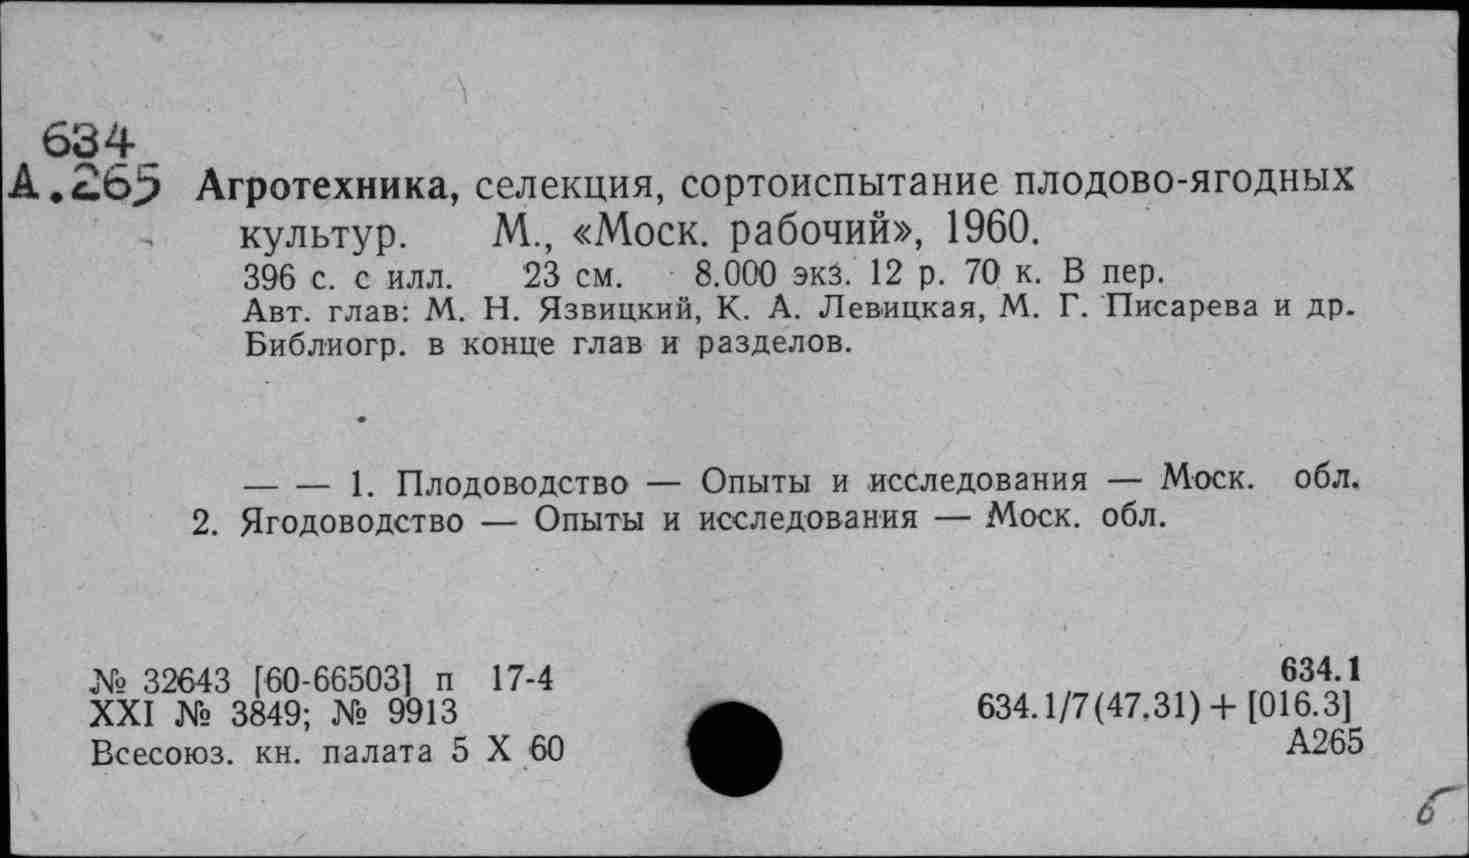 634
А.265 Агротехника, селекция, сортоиспытание плодово-ягодных
культур. М., «Моск. рабочий», 1960.
396 с. с илл. 23 см. 8.000 экз. 12 р. 70 к. В пер.
Авт. глав: М. Н. Язвицкий, К. А. Левицкая, М. Г. Писарева и др.
Библиогр. в конце глав и разделов.
— — 1. Плодоводство — Опыты и исследования — Моск. обл.
2. Ягодоводство — Опыты и исследования — Моск. обл.
№ 32643 [60-66503] п 17-4
XXI № 3849; № 9913
Всесоюз. кн. палата 5 X 60
634.1
634.1/7(47.31) + [016.3]
А265
б